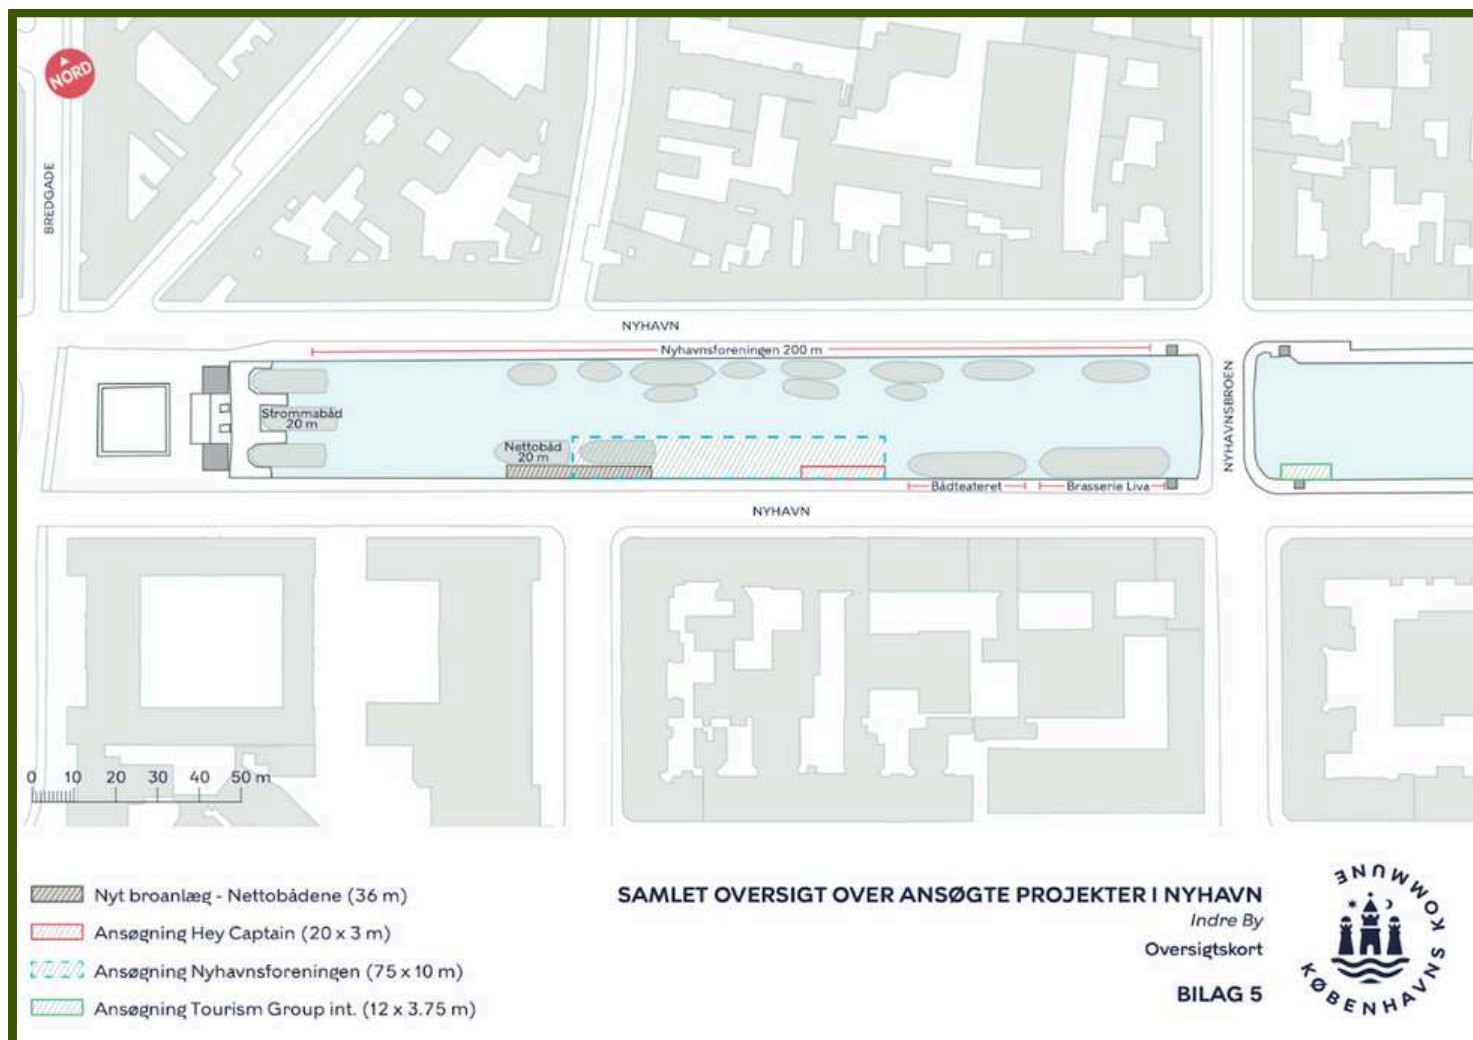 NORD
BREDGADE
NYHAVN
Nyhavnsforeningen 200 m
NYHAVNSBROEN
Strommabåd
20 m
Nettobåd
20 m
Bådteateret
Brasserie Liva
NYHAVN
0 10 20 30 40 50 m
Nyt broanlæg - Nettobådene (36 m)
Ansøgning Hey Captain (20 x 3 m)
Ansøgning Nyhavnsforeningen (75 x 10 m)
Ansøgning Tourism Group int. (12 x 3.75 m)
SAMLET OVERSIGT OVER ANSØGTE PROJEKTER I NYHAVN
Indre By
Oversigtskort
BILAG 5
KØBENHAVNS KOMMUNE